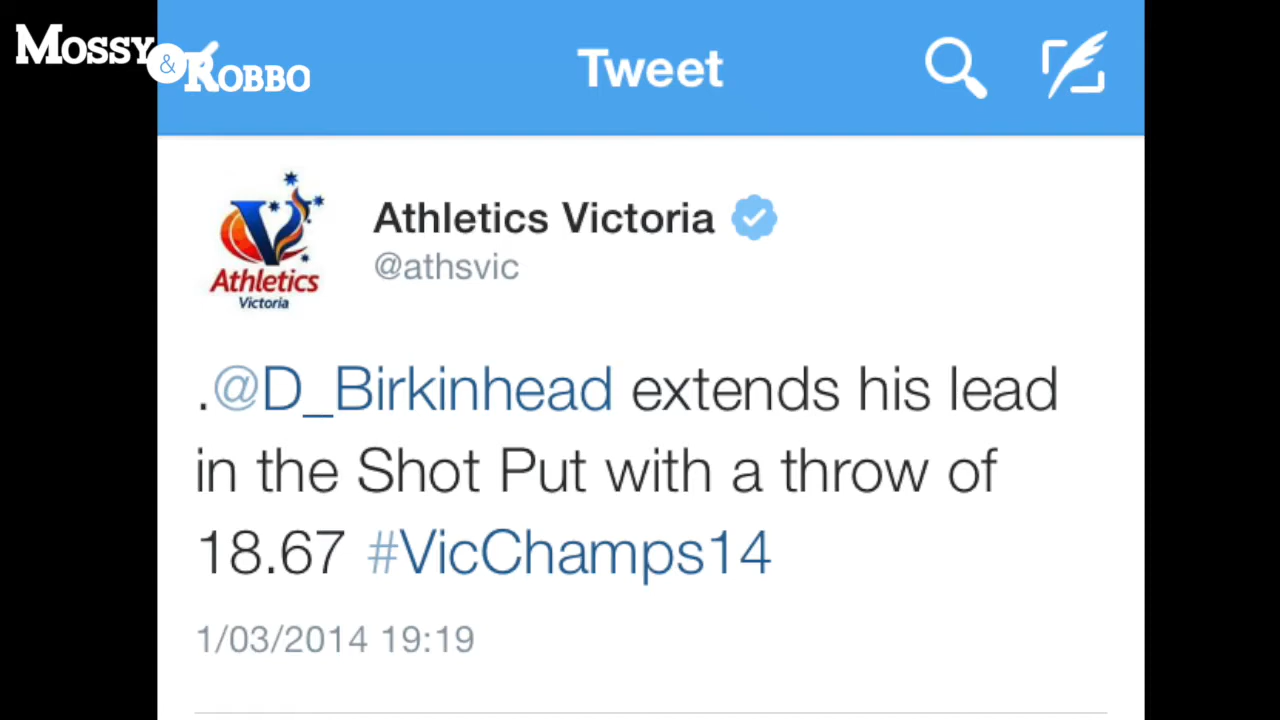 Mossy
& Robbo
Tweet
Athletics
Victoria
Athletics Victoria
@athsvic
.@D_Birkinhead extends his lead
in the Shot Put with a throw of
18.67 #VicChamps14
1/03/2014 19:19